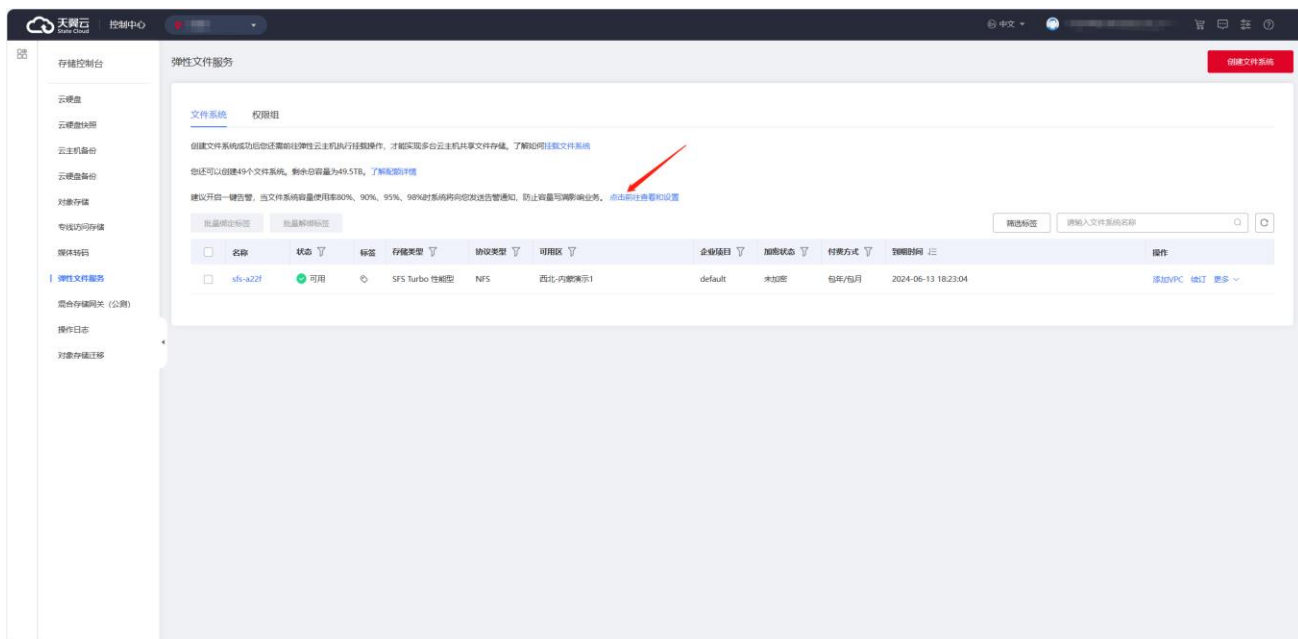 天翼云 State Cloud 控制中心 中文
存储控制台
云硬盘
云硬盘快照
云主机备份
云硬盘备份
对象存储
专线访问存储
媒体转码
弹性文件服务
混合存储网关（公测）
操作日志
对象存储迁移
弹性文件服务 创建文件系统
文件系统 权限组
创建文件系统成功后您还需前往弹性云主机执行挂载操作，才能实现多台云主机共享文件存储。了解如何挂载文件系统
您还可以创建49个文件系统。剩余总容量为49.5TB。了解配额详情
建议开启一键告警，当文件系统容量使用率80%、90%、95%、98%时系统将向您发送告警通知，防止容量写满影响业务。 点击前往查看和设置
批量绑定标签 批量解绑标签 筛选标签 请输入文件系统名称
名称 状态 标签 存储类型 协议类型 可用区 企业项目 加密状态 付费方式 到期时间 操作
sfs-a22f 可用 SFS Turbo 性能型 NFS 西北-内蒙演示1 default 未加密 包年/包月 2024-06-13 18:23:04 添加VPC 续订 更多